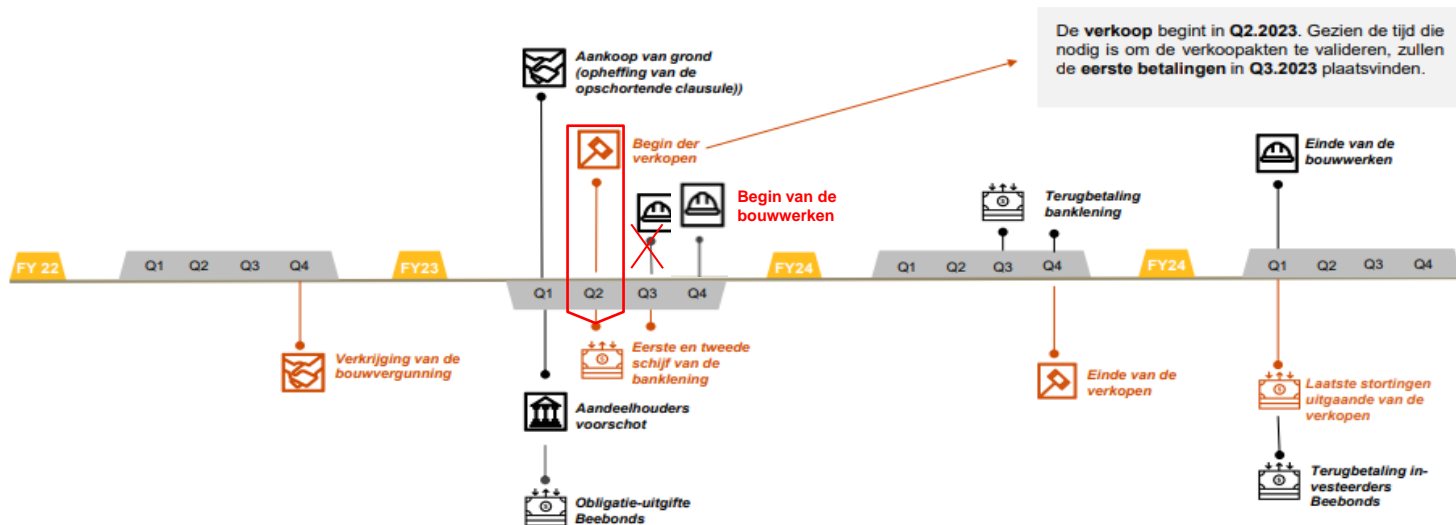 De verkoop begint in Q2.2023. Gezien de tijd die
nodig is om de verkoopakten te valideren, zullen
de eerste betalingen in Q3.2023 plaatsvinden.
Aankoop van grond
(opheffing van de
opschortende clausule))
Begin der
verkopen
Begin van de
bouwwerken
Terugbetaling
banklening
Einde van de
bouwwerken
FY 22
Q1 Q2 Q3 Q4
FY23
Q1 Q2 Q3 Q4
FY24
Q1 Q2 Q3 Q4
FY24
Q1 Q2 Q3 Q4
Verkrijging van de
bouwvergunning
Eerste en tweede
schijf van de
banklening
Aandeelhouders
voorschot
Obligatie-uitgifte
Beebonds
Einde van de
verkopen
Laatste stortingen
uitgaande van de
verkopen
Terugbetaling in-
vesteerders
Beebonds